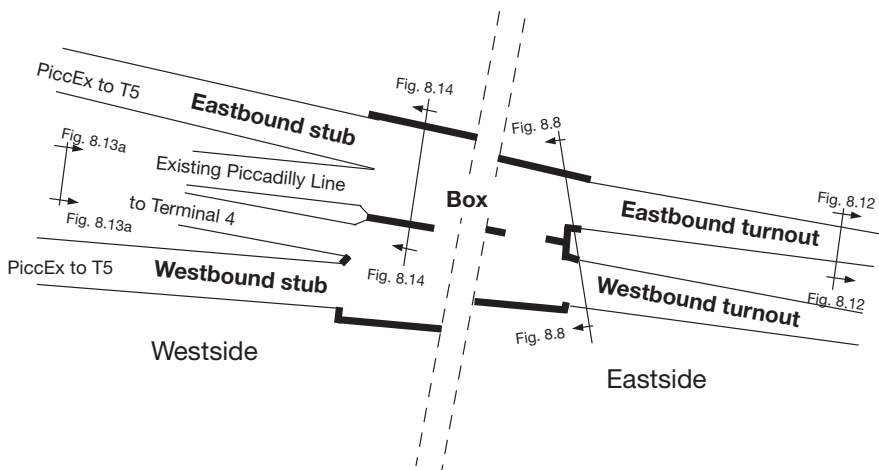 PiccEx to T5
Eastbound stub
Fig. 8.14
Fig. 8.8
Fig. 8.13a
Existing Piccadilly Line
Box
to Terminal 4
Fig. 8.13a
Fig. 8.12
Eastbound turnout
PiccEx to T5
Westbound stub
Fig. 8.14
Westbound turnout
Fig. 8.12
Fig. 8.8
Westside
Eastside